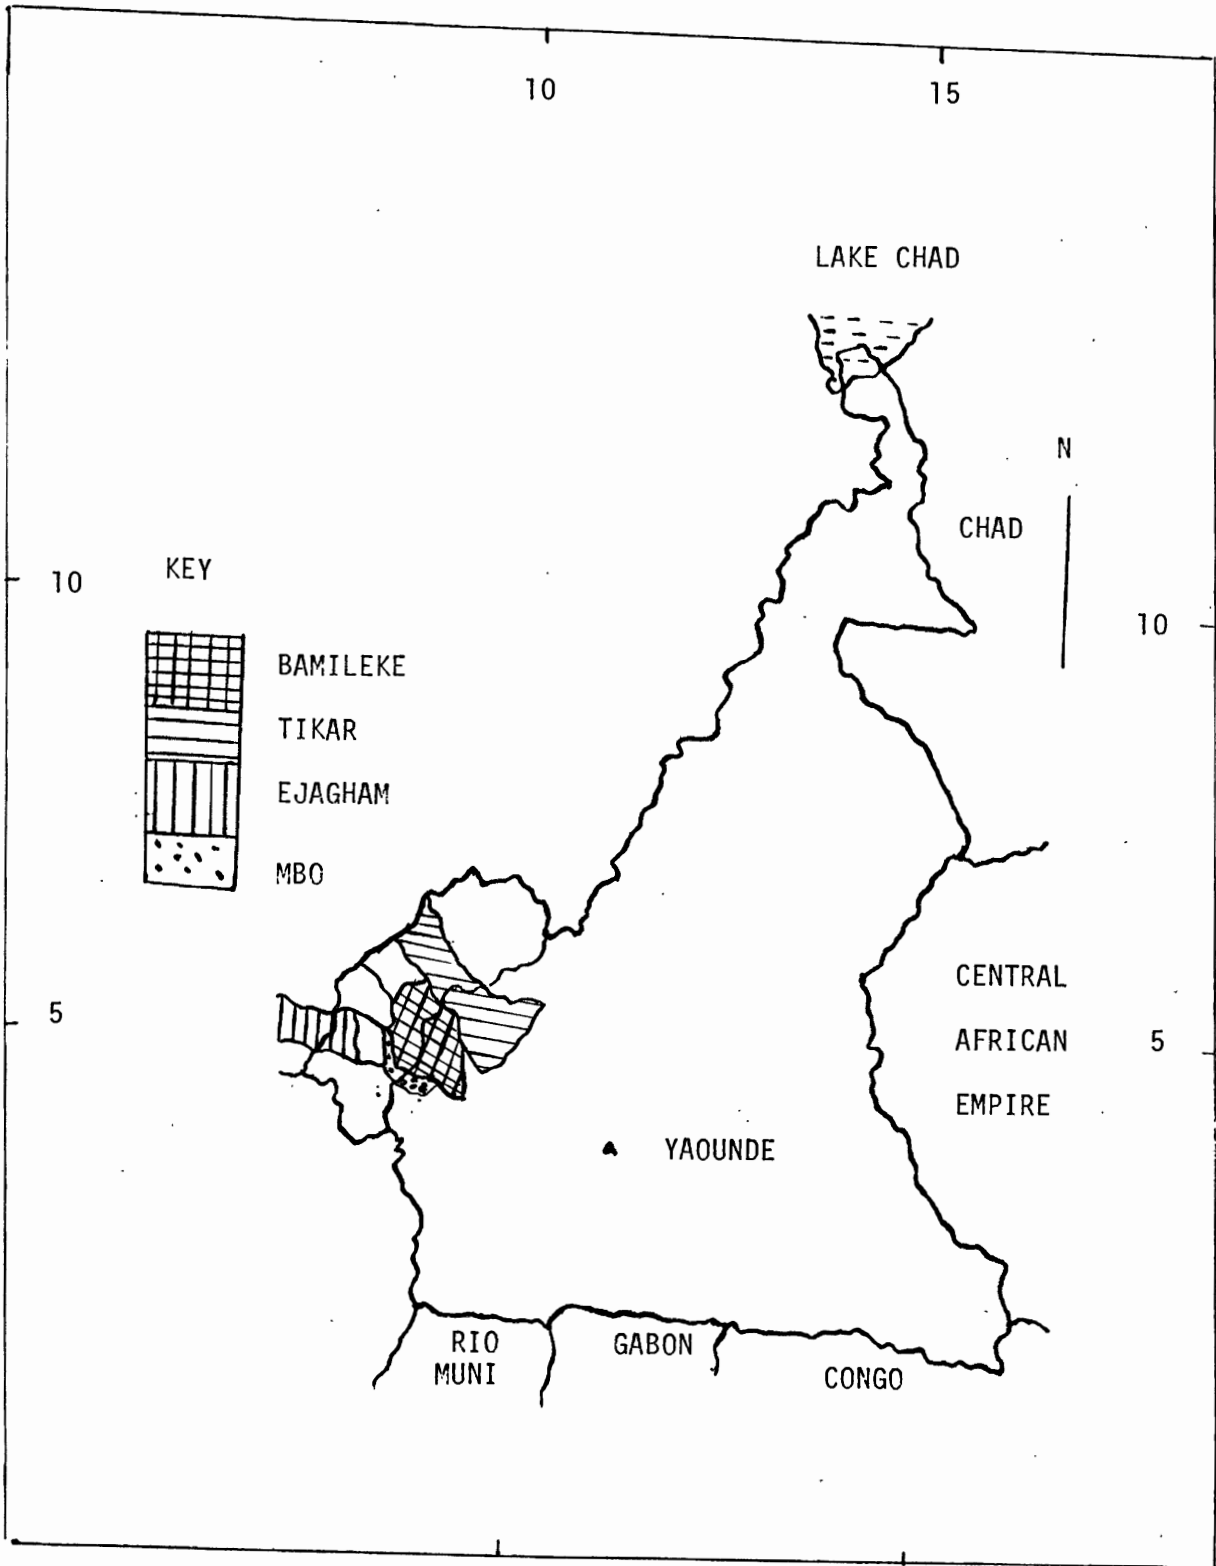 10
15
LAKE CHAD
N
CHAD
KEY
10
10
BAMILEKE
TIKAR
EJAGHAM
MBO
CENTRAL
AFRICAN
EMPIRE
5
5
YAOUNDE
RIO
MUNI
GABON
CONGO